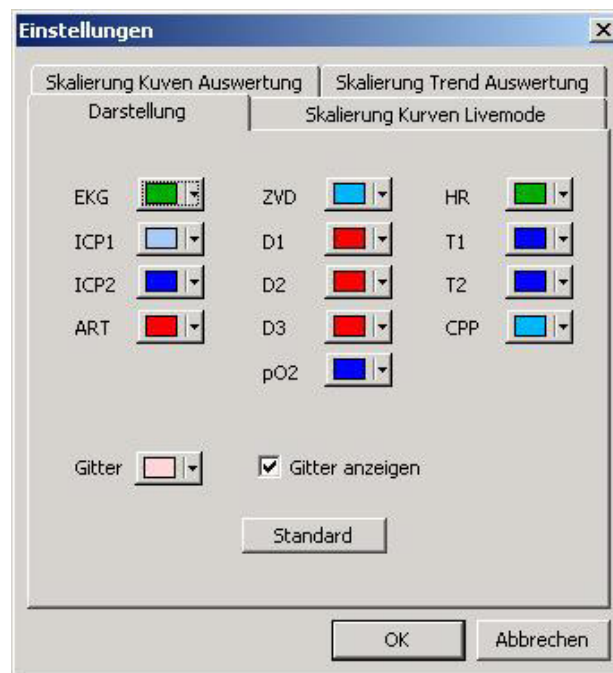 Einstellungen
Skalierung Kuven Auswertung
Skalierung Trend Auswertung
Darstellung
Skalierung Kurven Livemode
EKG
ZVD
HR
ICP1
D1
T1
ICP2
D2
T2
ART
D3
CPP
pO2
Gitter
Gitter anzeigen
Standard
OK
Abbrechen